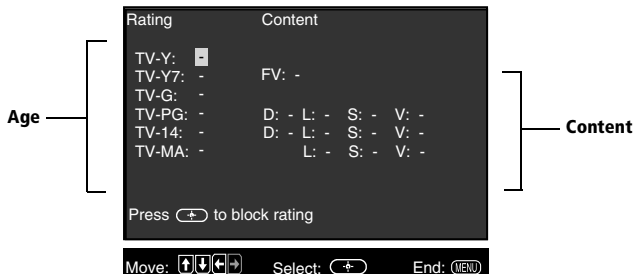 Rating Content
TV-Y: -
TV-Y7: - FV: -
TV-G: -
TV-PG: - D: - L: - S: - V: -
TV-14: - D: - L: - S: - V: -
TV-MA: - L: - S: - V: -
Age
Content
Press to block rating
Move: Select: End: MENU